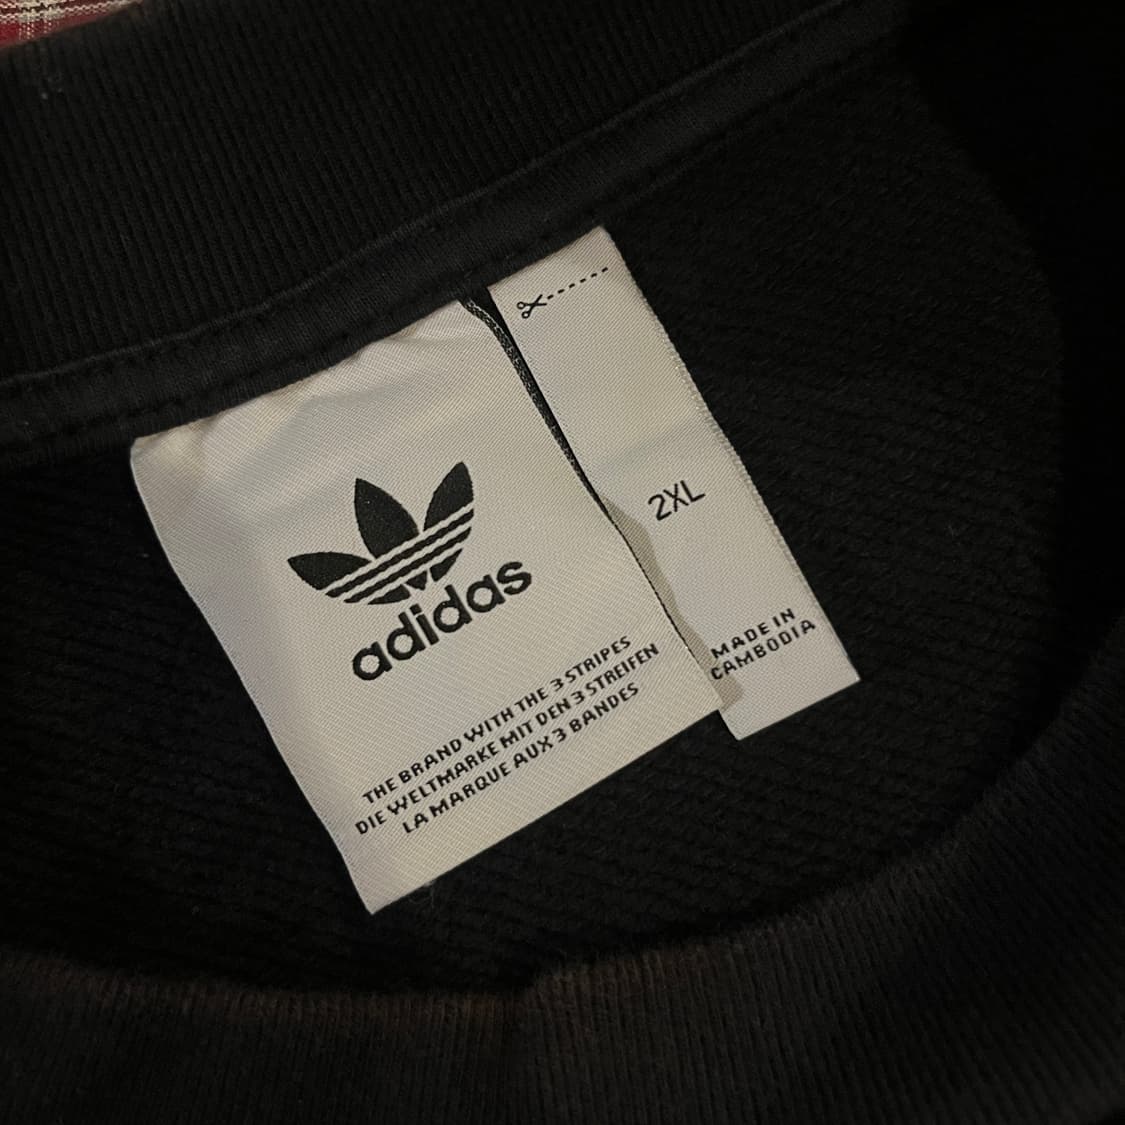 adidas
THE BRAND WITH THE 3 STRIPES
DIE WELTMARKE MIT DEN 3 STREIFEN
LA MARQUE AUX 3 BANDES
2XL
MADE IN
CAMBODIA